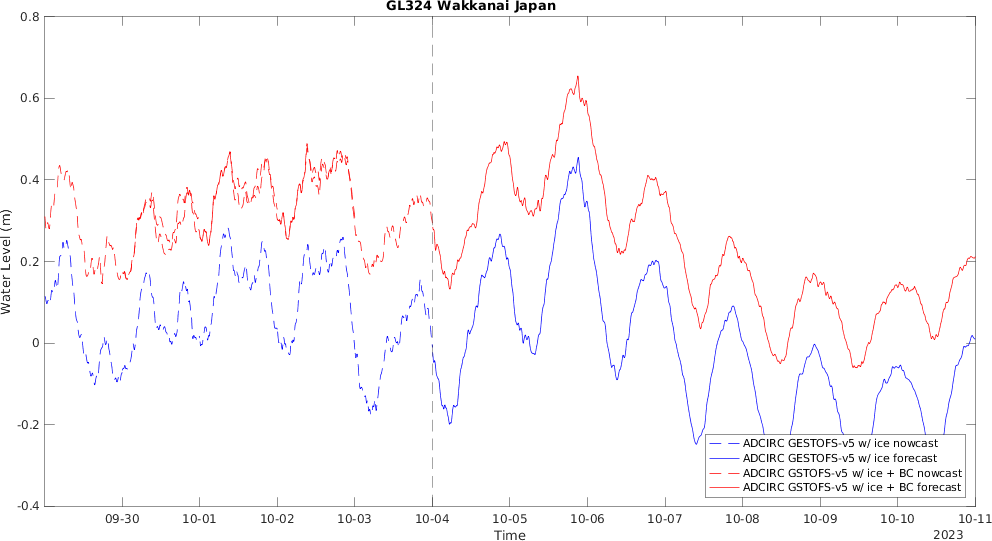 GL324 Wakkanai Japan
0.8
0.6
0.4
0.2
0
-0.2
-0.4
Water Level (m)
09-30 10-01 10-02 10-03 10-04 10-05 10-06 10-07 10-08 10-09 10-10 10-11
Time
2023
ADCIRC GESTOFS-v5 w/ ice nowcast
ADCIRC GESTOFS-v5 w/ ice forecast
ADCIRC GSTOFS-v5 w/ ice + BC nowcast
ADCIRC GSTOFS-v5 w/ ice + BC forecast